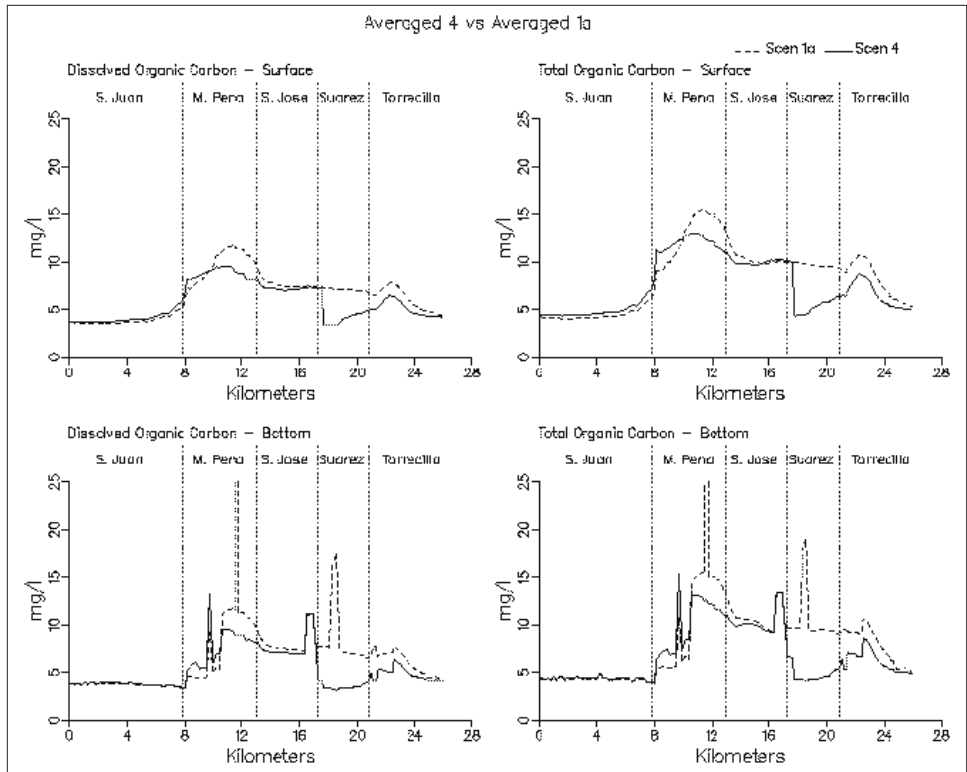 Averaged 4 vs Averaged 1a
Scen 1a Scen 4
Dissolved Organic Carbon – Surface
S. Juan M. Pena S. Jose Suarez Torrecilla
25
20
15
10
5
0
mg/l
0 4 8 12 16 20 24 28
Kilometers
Total Organic Carbon – Surface
S. Juan M. Pena S. Jose Suarez Torrecilla
25
20
15
10
5
0
mg/l
0 4 8 12 16 20 24 28
Kilometers
Dissolved Organic Carbon – Bottom
S. Juan M. Pena S. Jose Suarez Torrecilla
25
20
15
10
5
0
mg/l
0 4 8 12 16 20 24 28
Kilometers
Total Organic Carbon – Bottom
S. Juan M. Pena S. Jose Suarez Torrecilla
25
20
15
10
5
0
mg/l
0 4 8 12 16 20 24 28
Kilometers